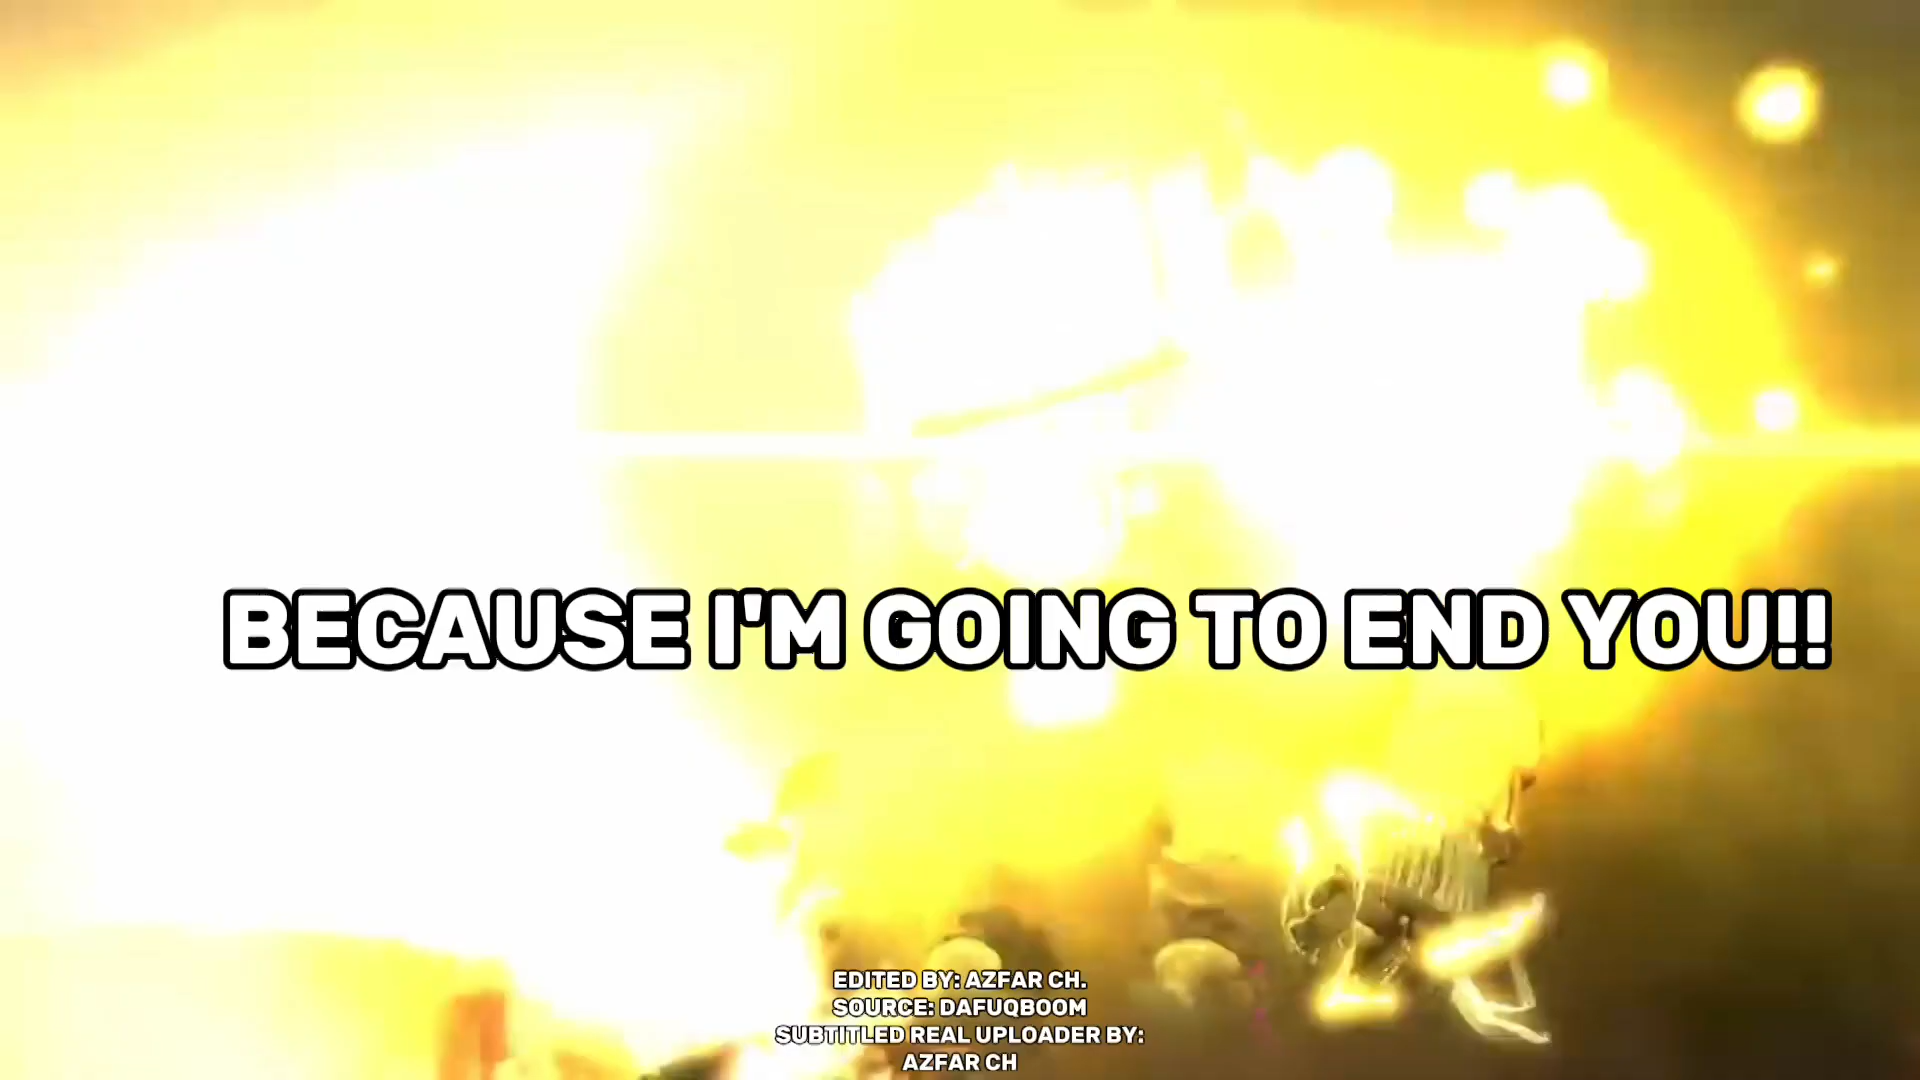 BECAUSE I'M GOING TO END YOU!!
EDITED BY: AZFAR CH.
SOURCE: DAFUQBOOM
SUBTITLED REAL UPLOADER BY:
AZFAR CH